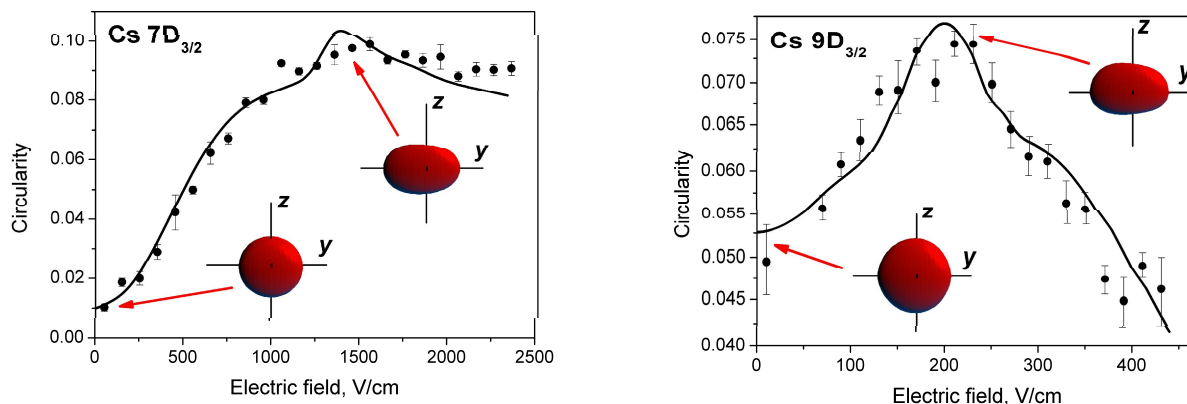 Cs 7D3/2
0.10
0.08
0.06
0.04
0.02
0.00
Circularity
z
y
z
y
0
500
1000
1500
2000
2500
Electric field, V/cm
Cs 9D3/2
0.075
0.070
0.065
0.060
0.055
0.050
0.045
0.040
Circularity
z
y
z
y
0
100
200
300
400
Electric field, V/cm